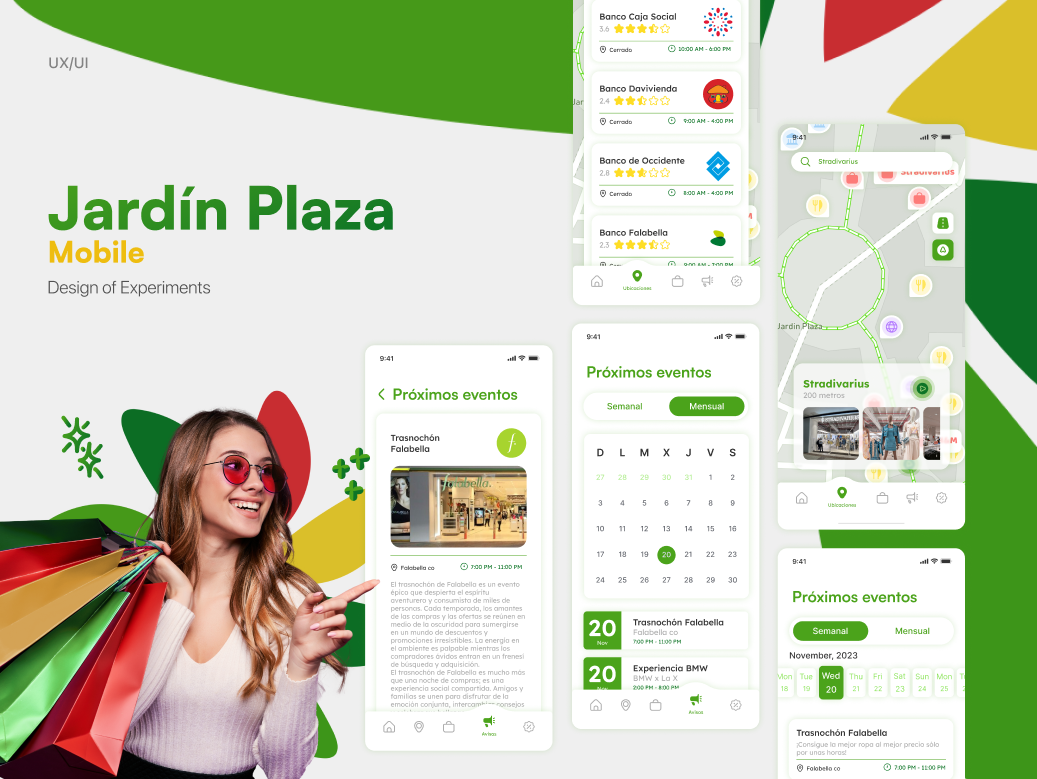 UX/UI
Jardín Plaza
Mobile
Design of Experiments
Banco Caja Social
3.6
Cerrado
10:00 AM - 6:00 PM
Banco Davivienda
2.4
Cerrado
9:00 AM - 4:00 PM
Banco de Occidente
2.8
Cerrado
8:00 AM - 4:00 PM
Banco Falabella
2.3
Cerrado
9:00 AM - 7:00 PM
Ubicaciones
9:41
Stradivarius
Stradivarius
Jardín Plaza
Stradivarius
200 metros
Ubicaciones
9:41
Próximos eventos
Trasnochón
Falabella
f.
falabella.
Falabella co
7:00 PM - 11:00 PM
El trasnochón de Falabella es un evento
épico que despierta el espíritu
aventurero y consumista de miles de
personas. Cada temporada, los amantes
de las compras y las ofertas se reúnen en
medio de la oscuridad para sumergirse
en un mundo de descuentos y
promociones irresistibles. La energía en
el ambiente es palpable mientras los
compradores ávidos entran en un frenesí
de búsqueda y adquisición.
El trasnochón de Falabella es mucho más
que una noche de compras; es una
experiencia social compartida. Amigos y
familias se unen para disfrutar de la
emoción conjunta, intercambiar consejos
Avisos
9:41
Próximos eventos
Semanal
Mensual
D L M X J V S
27 28 29 30 31 1 2
3 4 5 6 7 8 9
10 11 12 13 14 15 16
17 18 19 20 21 22 23
24 25 26 27 28 29 30
20
Nov
Trasnochón Falabella
Falabella co
7:00 PM - 11:00 PM
20
Nov
Experiencia BMW
BMW x La X
2:00 PM - 8:00 PM
Avisos
9:41
Próximos eventos
Semanal
Mensual
November, 2023
Mon Tue Wed Thu Fri Sat Sun Mon
18 19 20 21 22 23 24 25
Trasnochón Falabella
¡Consigue la mejor ropa al mejor precio sólo
por unas horas!
Falabella co
7:00 PM - 11:00 PM